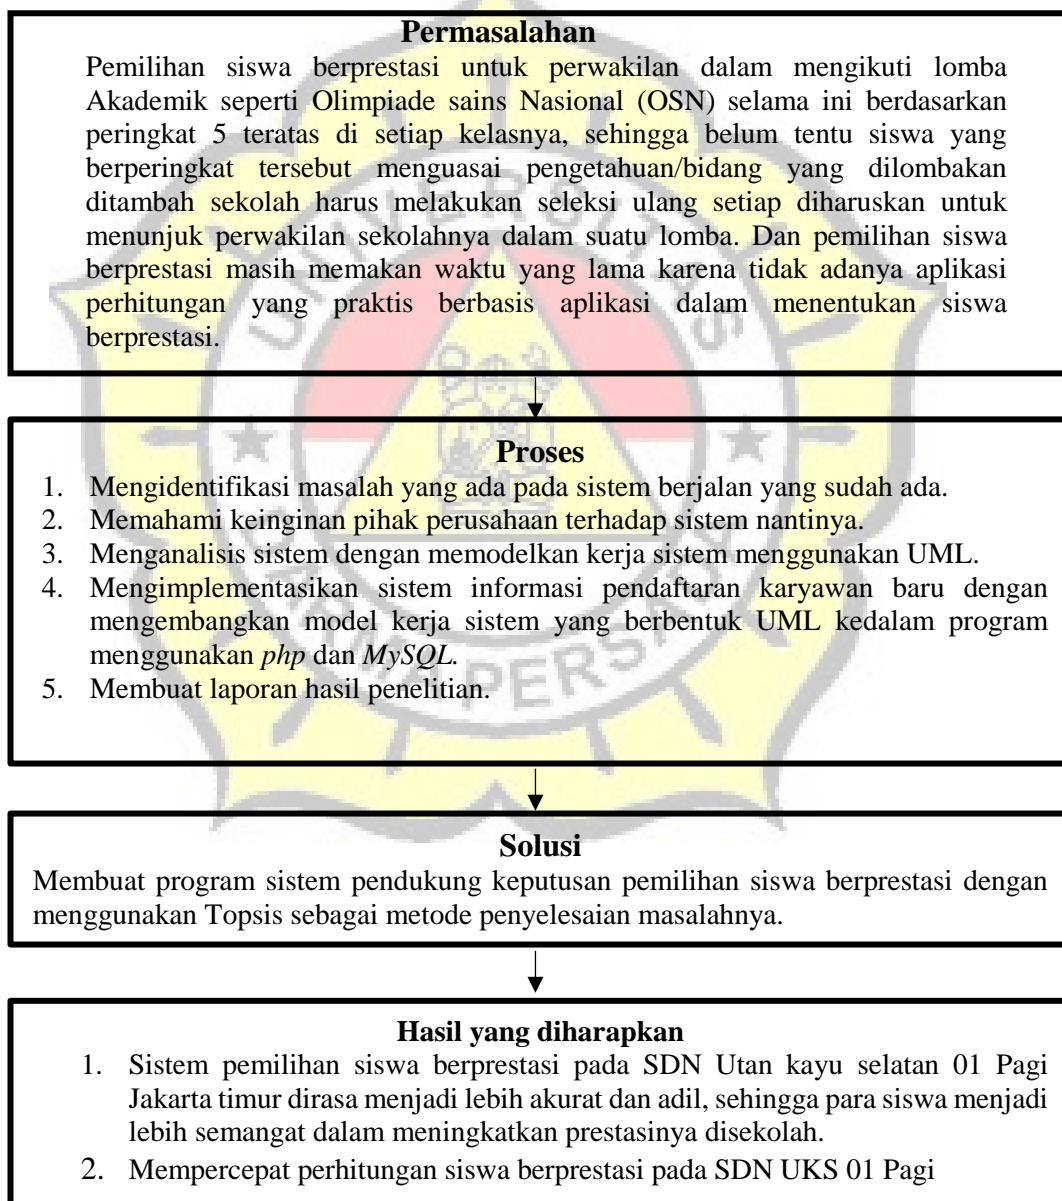 Permasalahan
Pemilihan siswa berprestasi untuk perwakilan dalam mengikuti lomba
Akademik seperti Olimpiade sains Nasional (OSN) selama ini berdasarkan
peringkat 5 teratas di setiap kelasnya, sehingga belum tentu siswa yang
berperingkat tersebut menguasai pengetahuan/bidang yang dilombakan
ditambah sekolah harus melakukan seleksi ulang setiap diharuskan untuk
menunjuk perwakilan sekolahnya dalam suatu lomba. Dan pemilihan siswa
berprestasi masih memakan waktu yang lama karena tidak adanya aplikasi
perhitungan yang praktis berbasis aplikasi dalam menentukan siswa
berprestasi.
Proses
1. Mengidentifikasi masalah yang ada pada sistem berjalan yang sudah ada.
2. Memahami keinginan pihak perusahaan terhadap sistem nantinya.
3. Menganalisis sistem dengan memodelkan kerja sistem menggunakan UML.
4. Mengimplementasikan sistem informasi pendaftaran karyawan baru dengan
mengembangkan model kerja sistem yang berbentuk UML kedalam program
menggunakan php dan MySQL.
5. Membuat laporan hasil penelitian.
Solusi
Membuat program sistem pendukung keputusan pemilihan siswa berprestasi dengan
menggunakan Topsis sebagai metode penyelesaian masalahnya.
Hasil yang diharapkan
1. Sistem pemilihan siswa berprestasi pada SDN Utan kayu selatan 01 Pagi
Jakarta timur dirasa menjadi lebih akurat dan adil, sehingga para siswa menjadi
lebih semangat dalam meningkatkan prestasinya disekolah.
2. Mempercepat perhitungan siswa berprestasi pada SDN UKS 01 Pagi
UNIVERSITAS
DARMA PERSADA